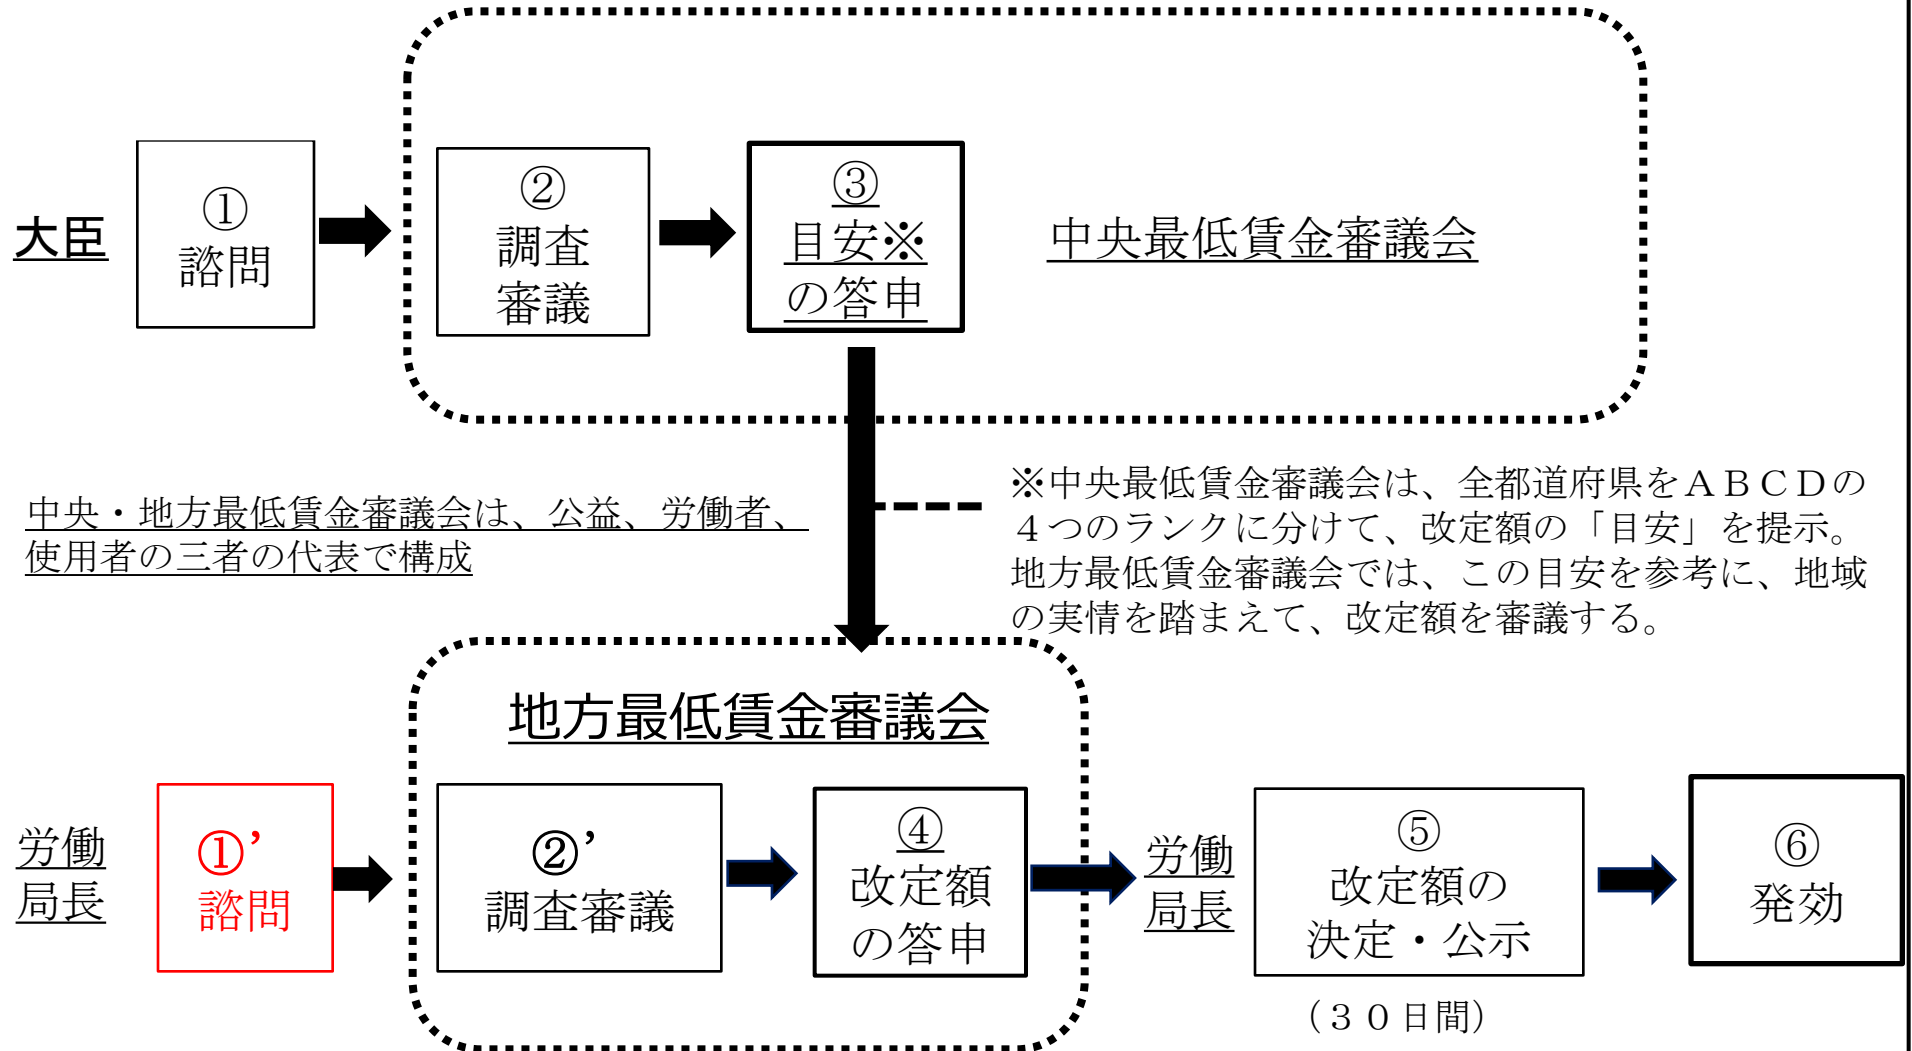 大臣
①
諮問
②
調査
審議
③
目安※
の答申
中央最低賃金審議会
中央・地方最低賃金審議会は、公益、労働者、
使用者の三者の代表で構成
※中央最低賃金審議会は、全都道府県をＡＢＣＤの
４つのランクに分けて、改定額の「目安」を提示。
地方最低賃金審議会では、この目安を参考に、地域
の実情を踏まえて、改定額を審議する。
地方最低賃金審議会
労働
局長
①’
諮問
②’
調査審議
④
改定額
の答申
労働
局長
⑤
改定額の
決定・公示
（３０日間）
⑥
発効